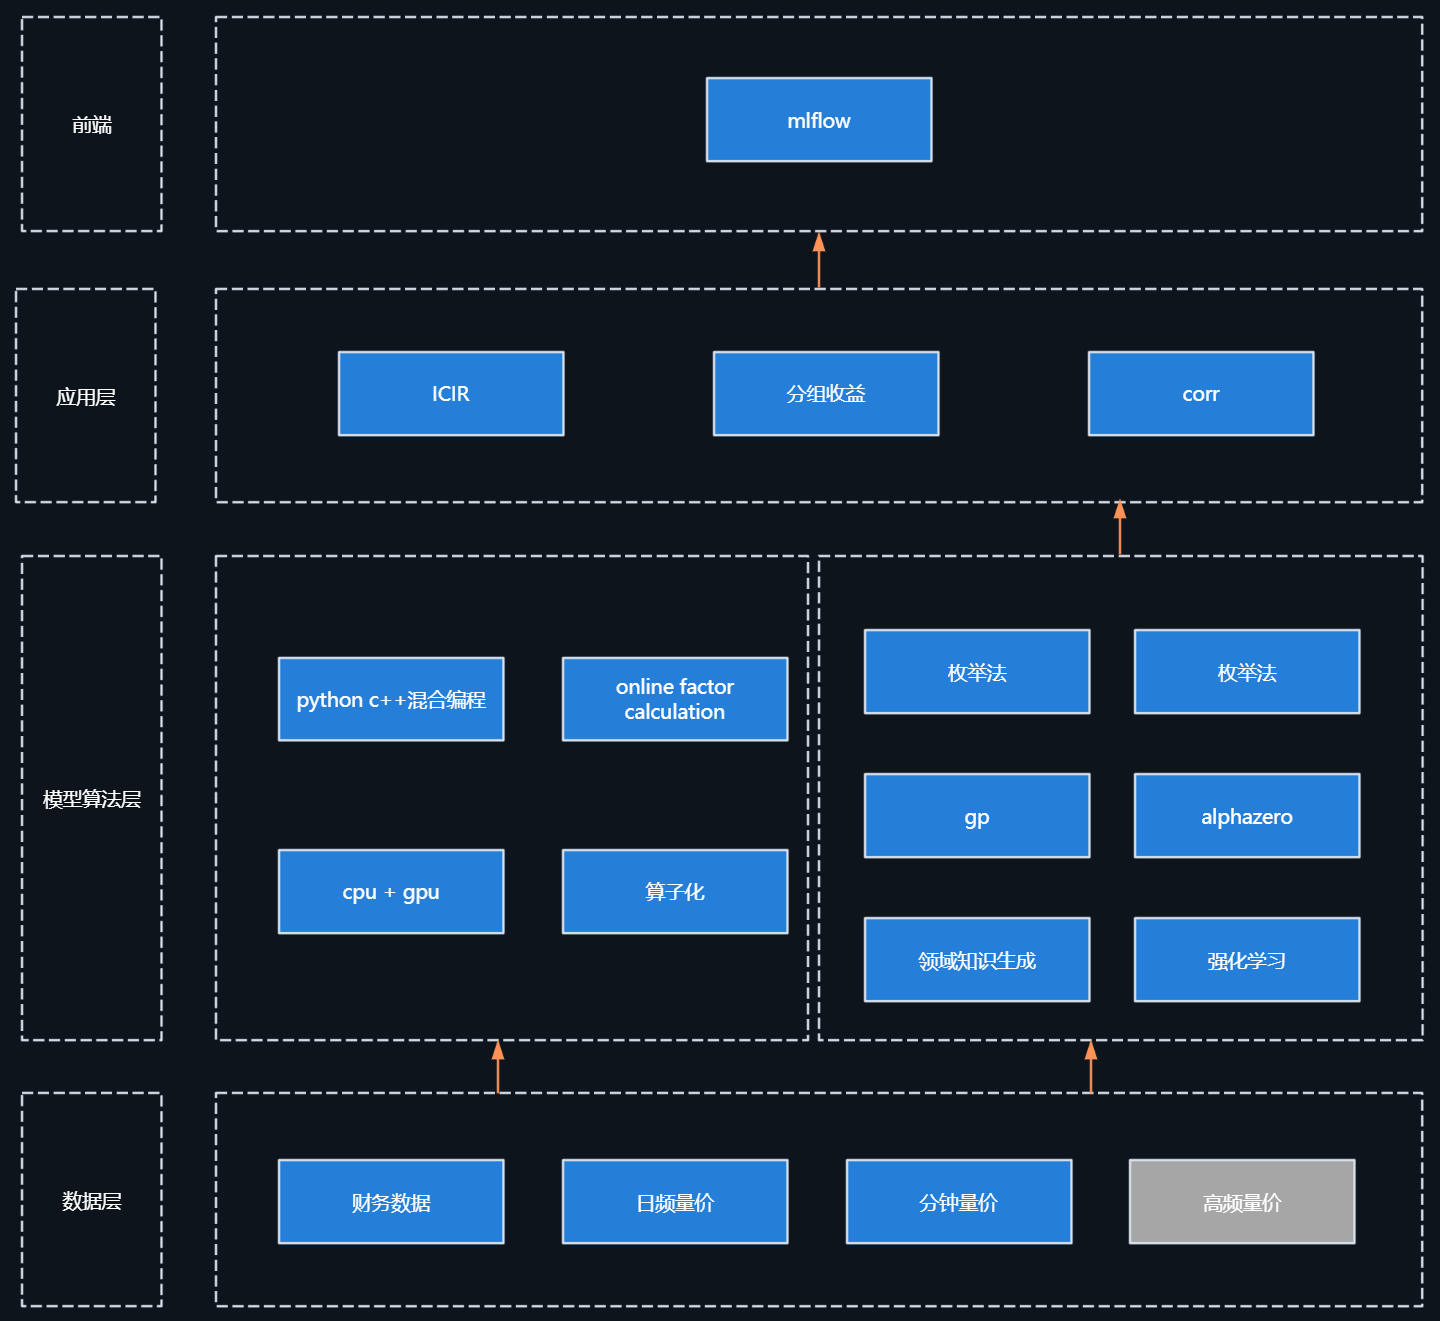 前端
mlflow
应用层
ICIR
分组收益
corr
模型算法层
python c++混合编程
online factor
calculation
cpu + gpu
算子化
枚举法
枚举法
gp
alphazero
领域知识生成
强化学习
数据层
财务数据
日频量价
分钟量价
高频量价